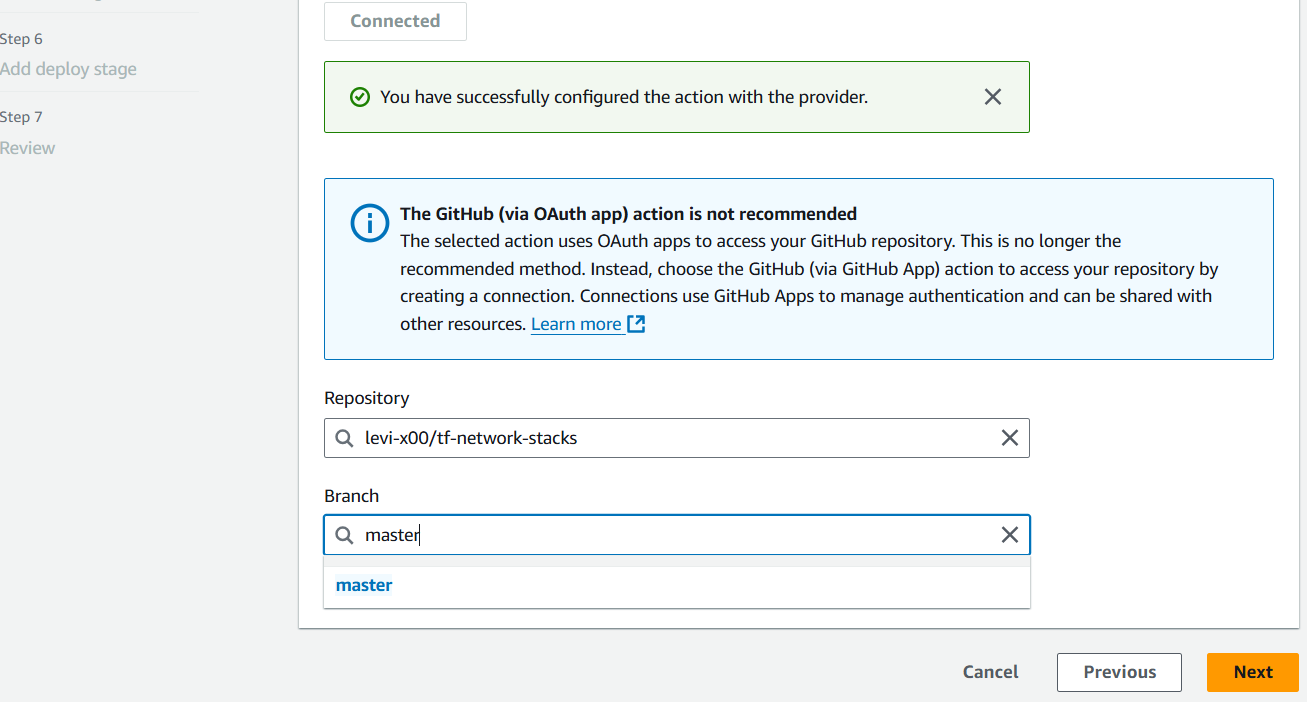 Connected
Step 6
Add deploy stage
You have successfully configured the action with the provider.
Step 7
Review
The GitHub (via OAuth app) action is not recommended
The selected action uses OAuth apps to access your GitHub repository. This is no longer the
recommended method. Instead, choose the GitHub (via GitHub App) action to access your repository by
creating a connection. Connections use GitHub Apps to manage authentication and can be shared with
other resources. Learn more
Repository
levi-x00/tf-network-stacks
Branch
master
master
Cancel
Previous
Next